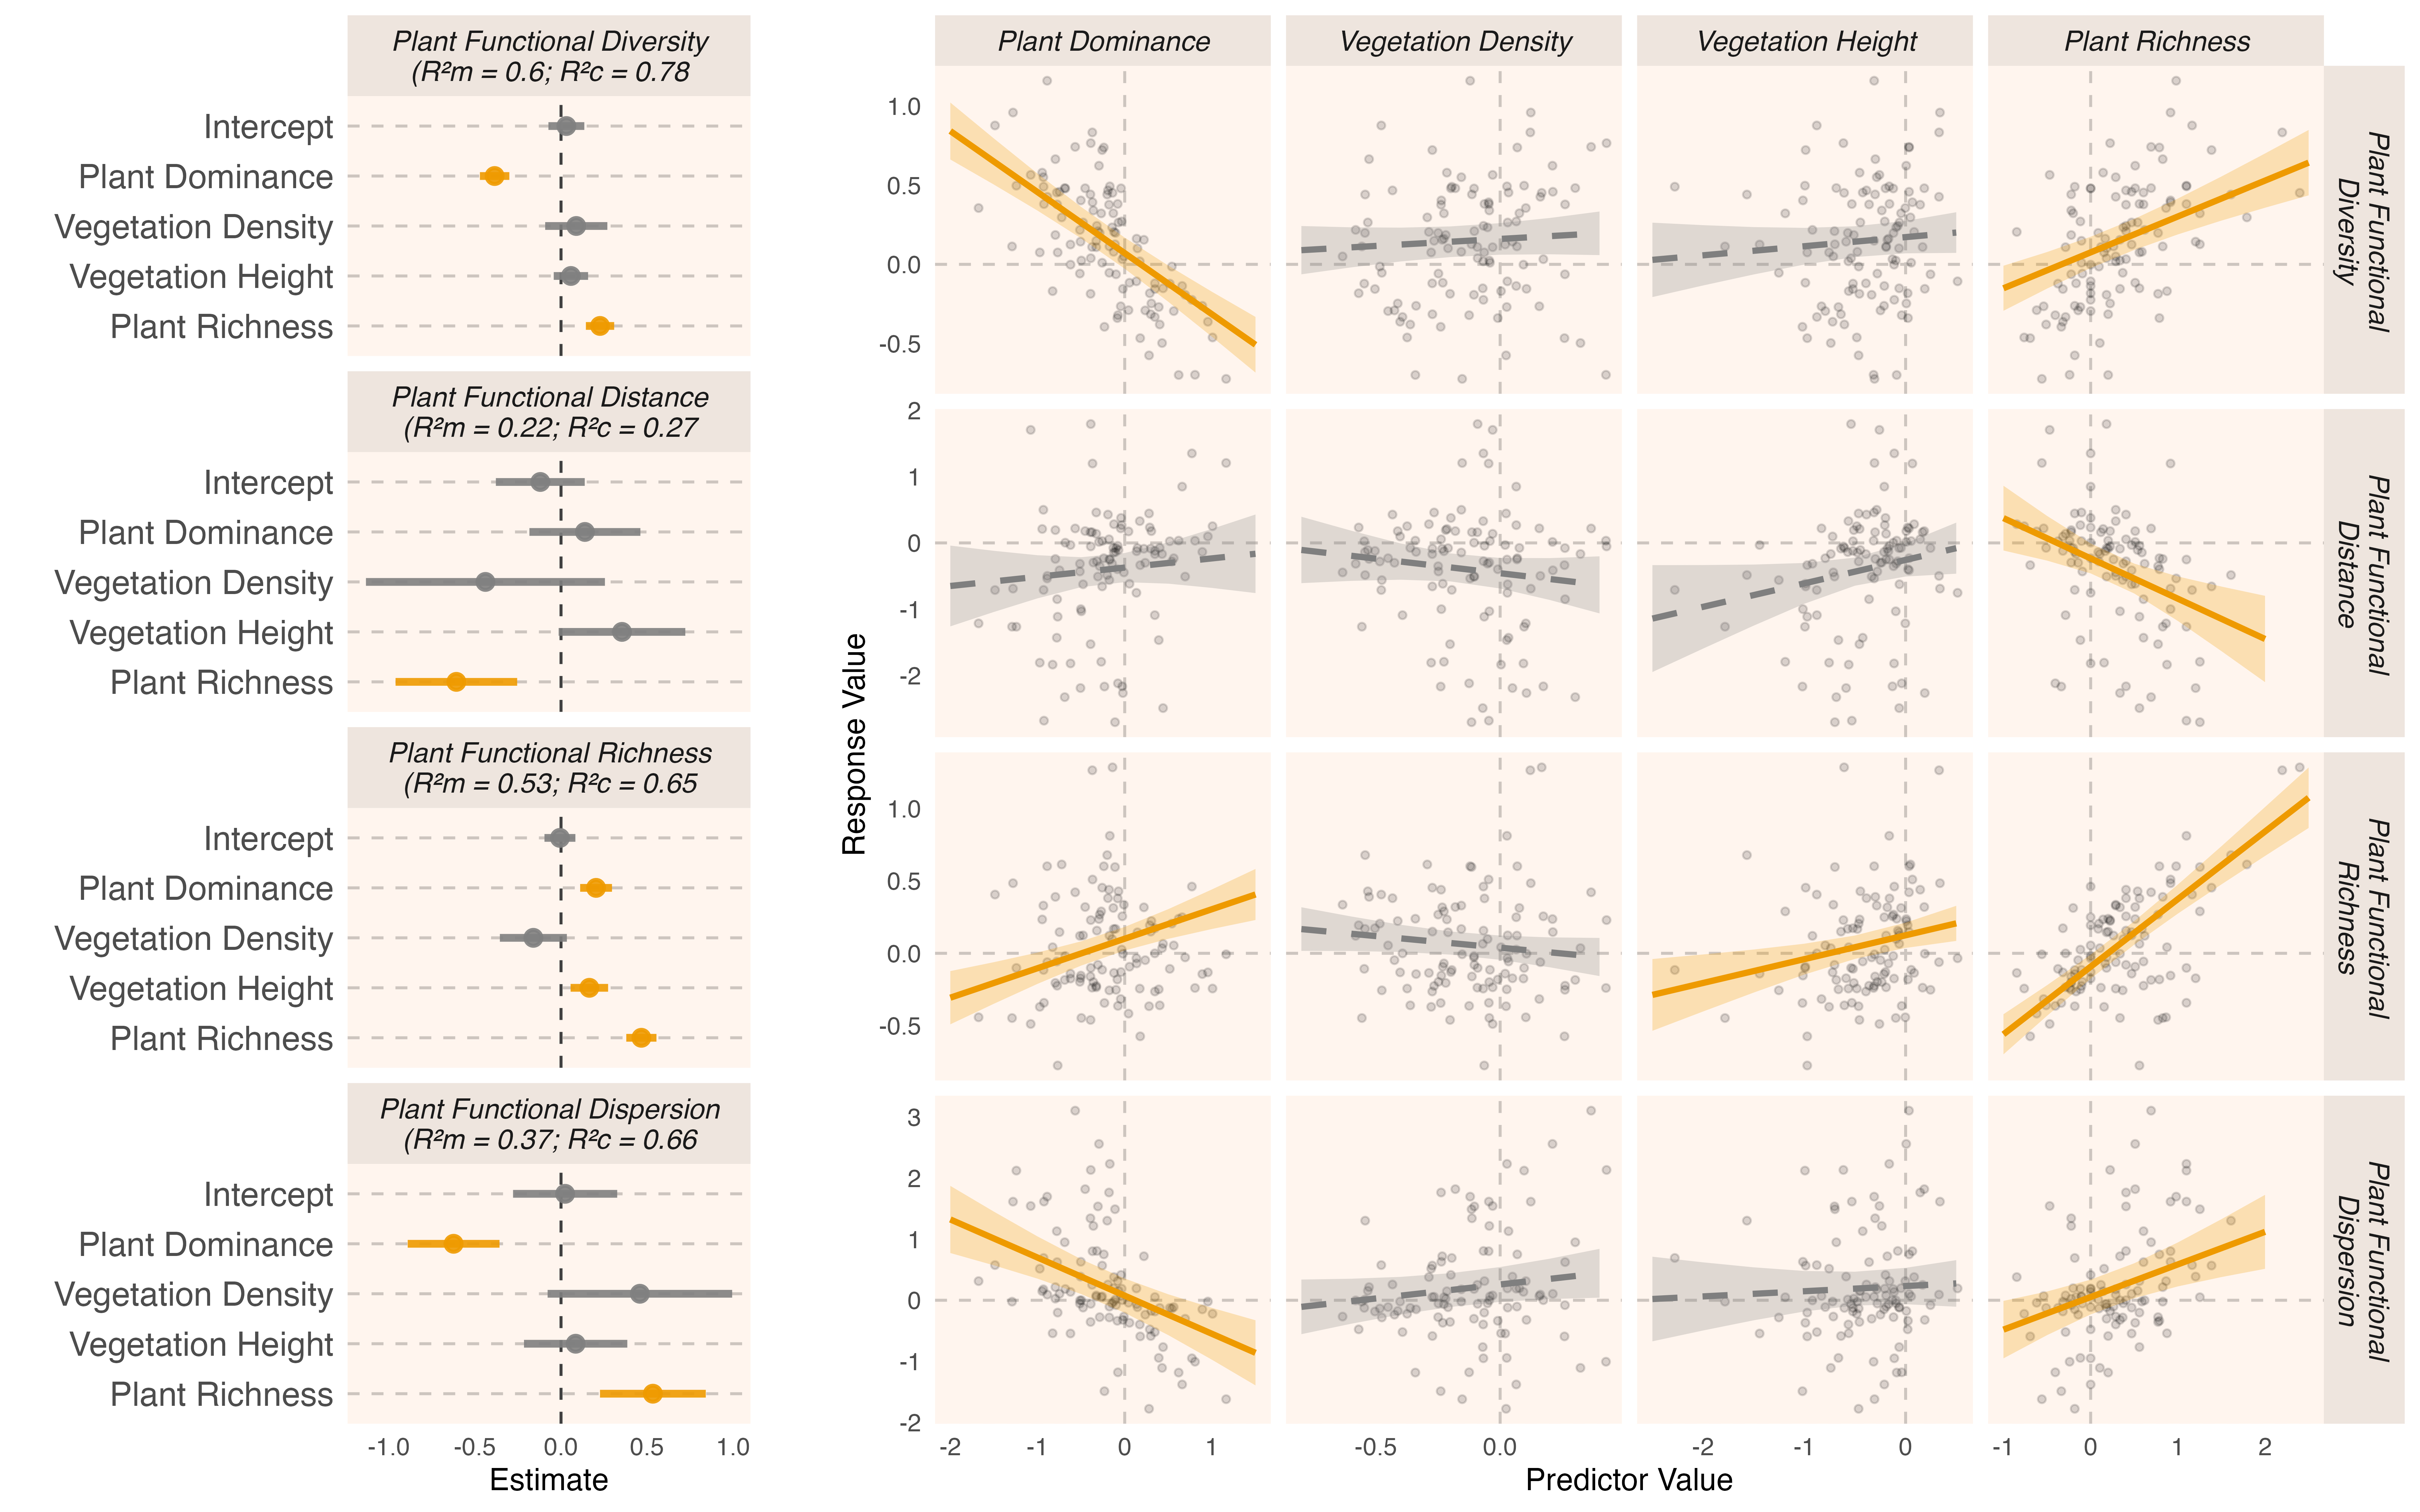 Plant Functional Diversity
(R²m = 0.6; R²c = 0.78
Intercept
Plant Dominance
Vegetation Density
Vegetation Height
Plant Richness
Plant Functional Distance
(R²m = 0.22; R²c = 0.27
Intercept
Plant Dominance
Vegetation Density
Vegetation Height
Plant Richness
Plant Functional Richness
(R²m = 0.53; R²c = 0.65
Intercept
Plant Dominance
Vegetation Density
Vegetation Height
Plant Richness
Plant Functional Dispersion
(R²m = 0.37; R²c = 0.66
Intercept
Plant Dominance
Vegetation Density
Vegetation Height
Plant Richness
-1.0 -0.5 0.0 0.5 1.0
Estimate
Plant Dominance
Vegetation Density
Vegetation Height
Plant Richness
Response Value
1.0
0.5
0.0
-0.5
Plant Functional
Diversity
2
1
0
-1
-2
Plant Functional
Distance
1.0
0.5
0.0
-0.5
Plant Functional
Richness
3
2
1
0
-1
-2
Plant Functional
Dispersion
-2 -1 0 1
-0.5 0.0
-2 -1 0
-1 0 1 2
Predictor Value